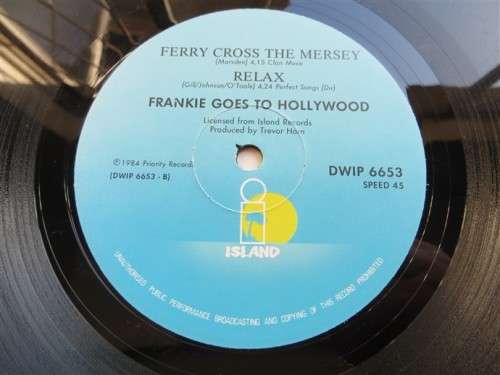 FERRY CROSS THE MERSEY
(Marsden) 4,15 Clan Move
RELAX
(Gill/Johnson/O'Toole) 4,24 Perfect Songs (Dn)
FRANKIE GOES TO HOLLYWOOD
Licensed from Island Records
Produced by Trevor Horn
℗ 1984 Priority Records
(DWIP 6653 - B)
DWIP 6653
SPEED 45
ISLAND
UNAUTHORISED PUBLIC PERFORMANCE BROADCASTING AND COPYING OF THIS RECORD PROHIBITED